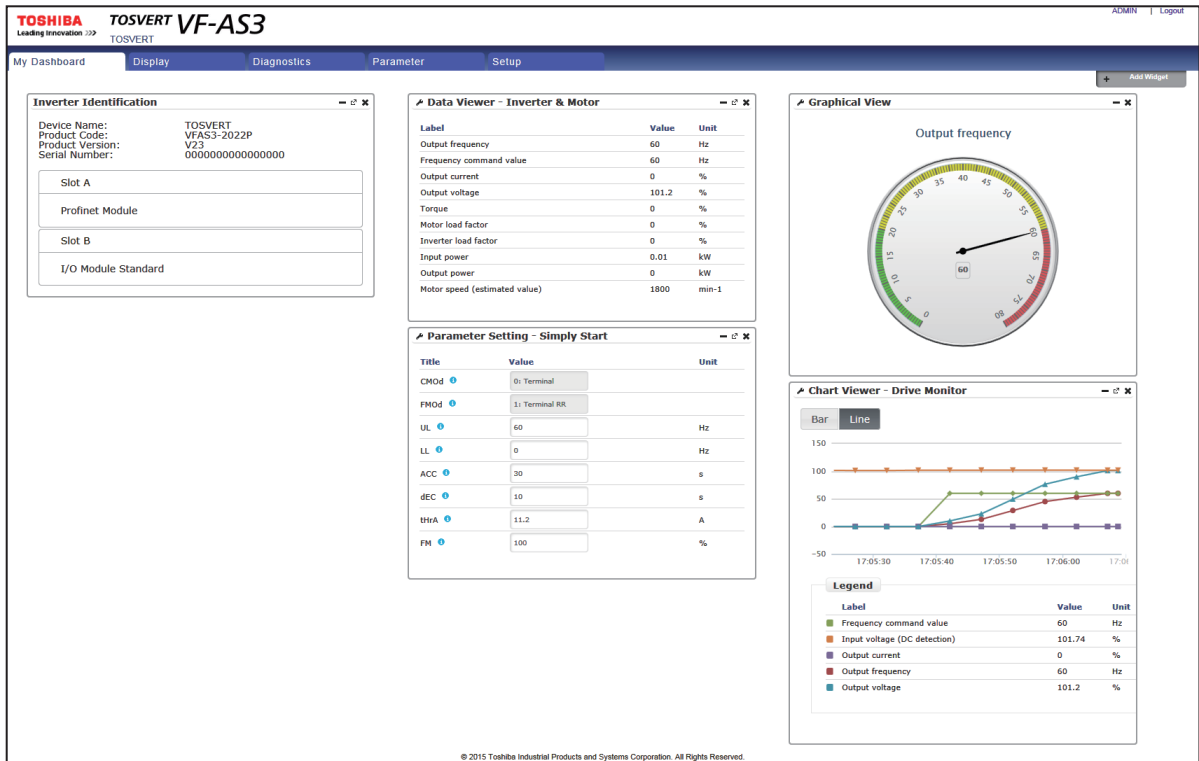 ADMIN | Logout
TOSHIBA
Leading Innovation >>>
TOSVERT VF-AS3
TOSVERT
My Dashboard Display Diagnostics Parameter Setup
+ Add Widget
Inverter Identification
Device Name: TOSVERT
Product Code: VFAS3-2022P
Product Version: V23
Serial Number: 0000000000000000
Slot A
Profinet Module
Slot B
I/O Module Standard
Data Viewer - Inverter & Motor
Label Value Unit
Output frequency 60 Hz
Frequency command value 60 Hz
Output current 0 %
Output voltage 101.2 %
Torque 0 %
Motor load factor 0 %
Inverter load factor 0 %
Input power 0.01 kW
Output power 0 kW
Motor speed (estimated value) 1800 min-1
Parameter Setting - Simply Start
Title Value Unit
CMOd 0: Terminal
FMOd 1: Terminal RR
UL 60 Hz
LL 0 Hz
ACC 30 s
dEC 10 s
tHrA 11.2 A
FM 100 %
Graphical View
Output frequency
0 5 10 15 20 25 30 35 40 45 50 55 60 65 70 75 80
60
Chart Viewer - Drive Monitor
Bar Line
150
100
50
0
-50
17:05:30 17:05:40 17:05:50 17:06:00
Legend
Label Value Unit
Frequency command value 60 Hz
Input voltage (DC detection) 101.74 %
Output current 0 %
Output frequency 60 Hz
Output voltage 101.2 %
© 2015 Toshiba Industrial Products and Systems Corporation. All Rights Reserved.